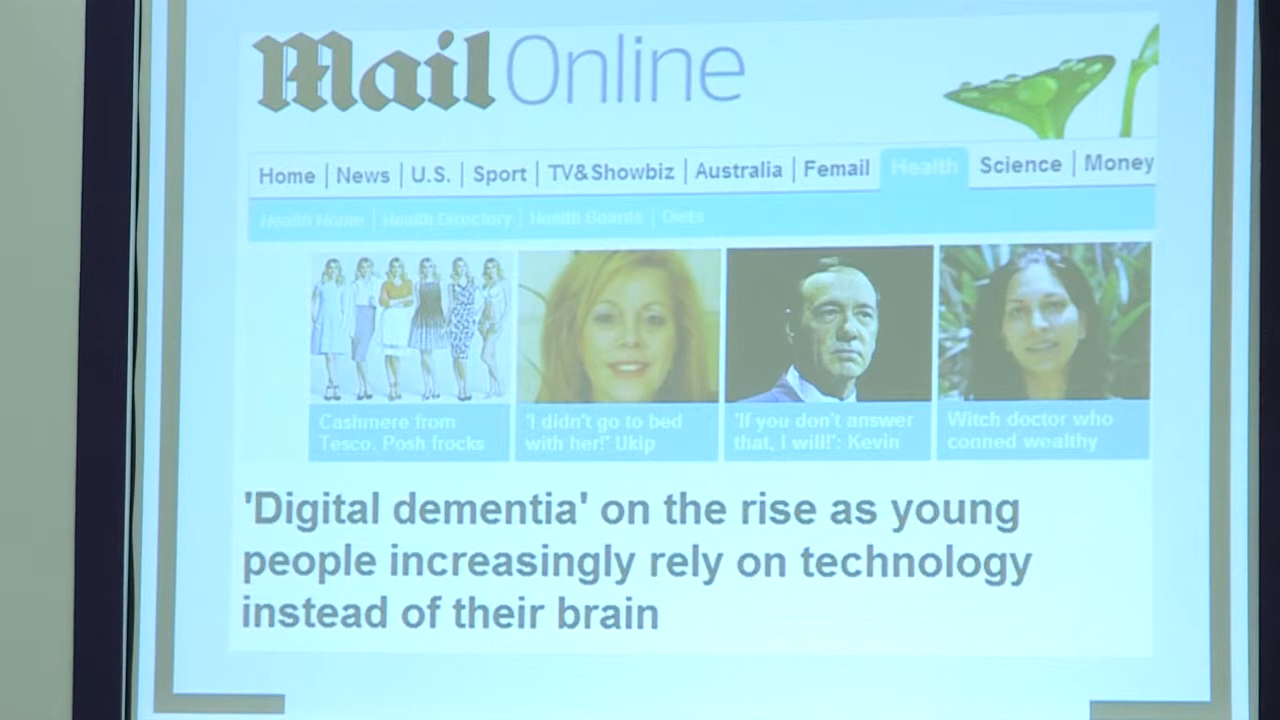 Mail Online
Home | News | U.S. | Sport | TV&Showbiz | Australia | Femail Health Science | Money
Health Home | Health Directory | Health Boards | Diets
Cashmere from
Tesco. Posh frocks
'I didn't go to bed
with her!' Ukip
'If you don't answer
that, I will!': Kevin
Witch doctor who
conned wealthy
'Digital dementia' on the rise as young
people increasingly rely on technology
instead of their brain